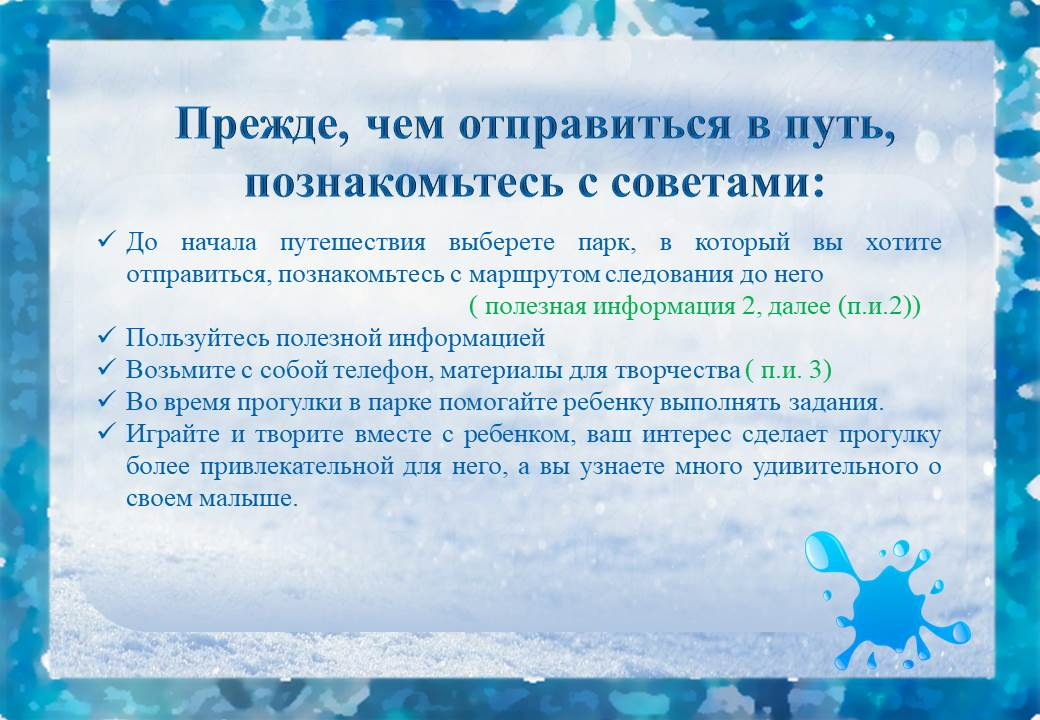 Прежде, чем отправиться в путь,
познакомьтесь с советами:
✓ До начала путешествия выберете парк, в который вы хотите
отправиться, познакомьтесь с маршрутом следования до него
( полезная информация 2, далее (п.и.2))
✓ Пользуйтесь полезной информацией
✓ Возьмите с собой телефон, материалы для творчества ( п.и. 3)
✓ Во время прогулки в парке помогайте ребенку выполнять задания.
✓ Играйте и творите вместе с ребенком, ваш интерес сделает прогулку
более привлекательной для него, а вы узнаете много удивительного о
своем малыше.